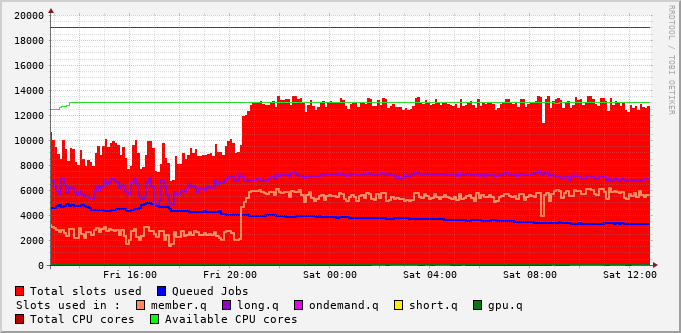 20000
18000
16000
14000
12000
10000
8000
6000
4000
2000
0
Fri 16:00 Fri 20:00 Sat 00:00 Sat 04:00 Sat 08:00 Sat 12:00
Total slots used Queued Jobs
Slots used in : member.q long.q ondemand.q short.q gpu.q
Total CPU cores Available CPU cores
RRDTOOL / TOBI OETIKER